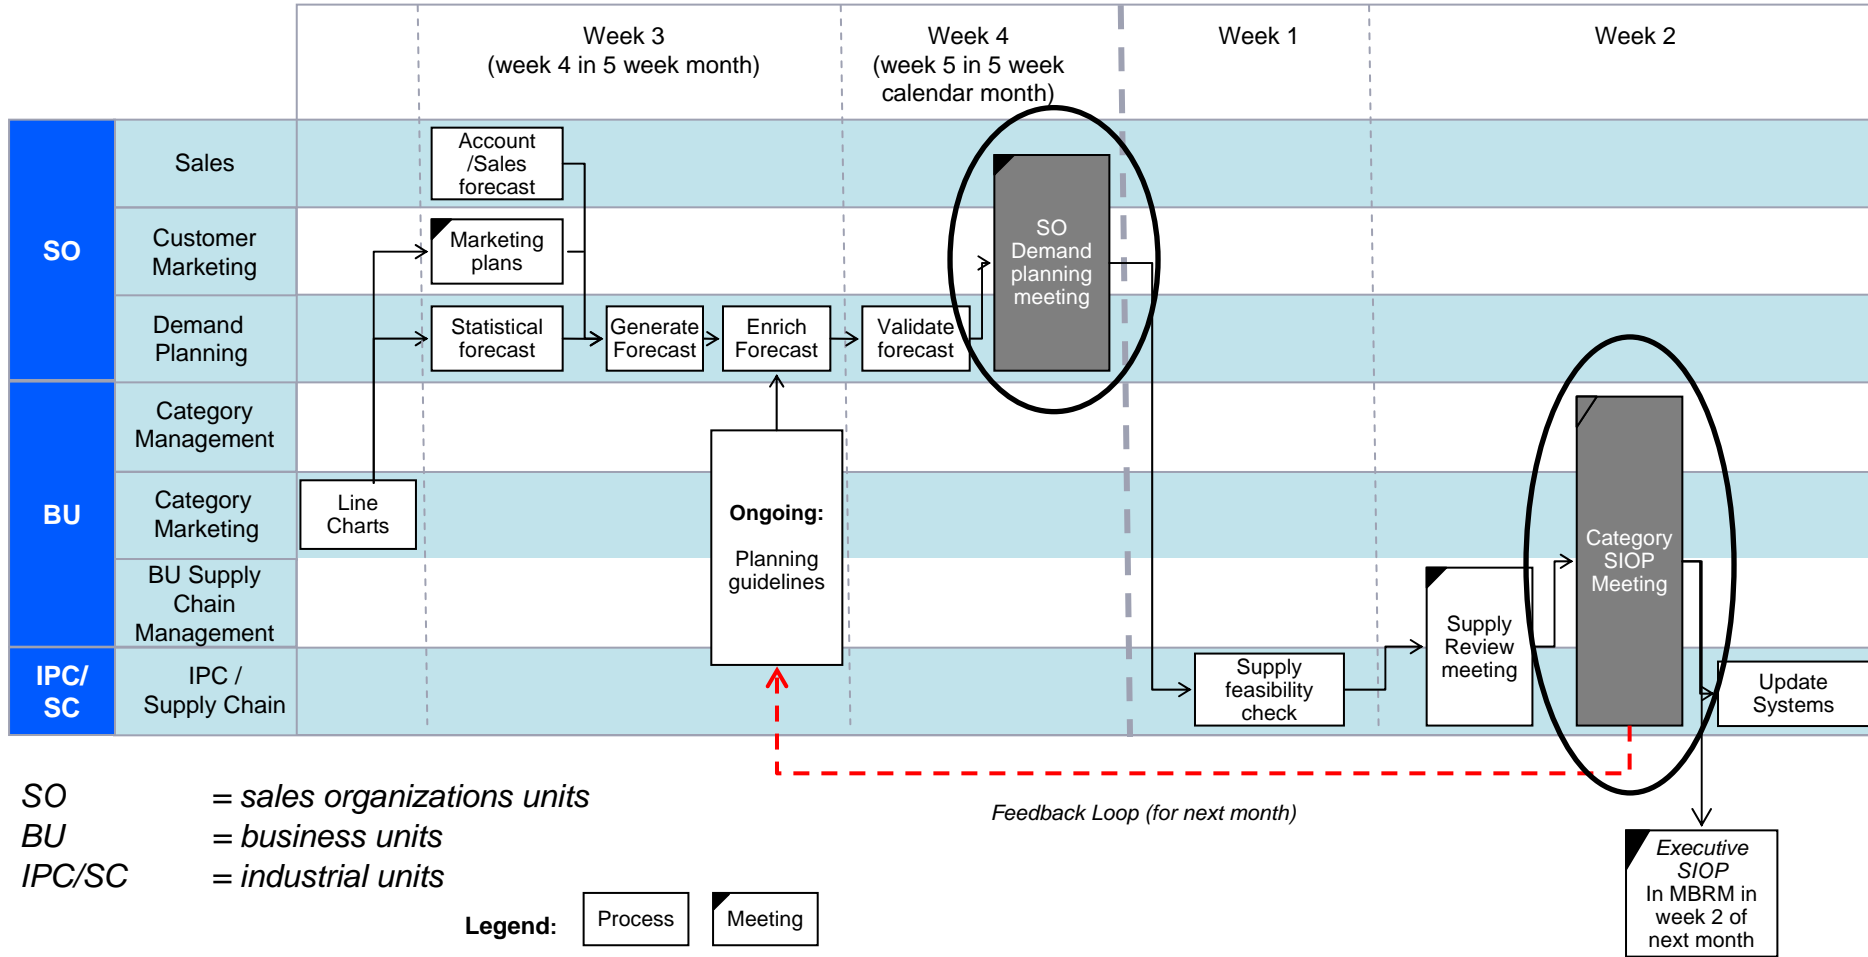 Week 3
(week 4 in 5 week month)
Week 4
(week 5 in 5 week
calendar month)
Week 1
Week 2
SO
Sales
Customer
Marketing
Demand
Planning
BU
Category
Management
Category
Marketing
BU Supply
Chain
Management
IPC/
SC
IPC /
Supply Chain
Account
/Sales
forecast
Marketing
plans
Statistical
forecast
Generate
Forecast
Enrich
Forecast
Validate
forecast
SO
Demand
planning
meeting
Line
Charts
Ongoing:
Planning
guidelines
Supply
feasibility
check
Supply
Review
meeting
Category
SIOP
Meeting
Update
Systems
Feedback Loop (for next month)
Executive
SIOP
In MBRM in
week 2 of
next month
SO = sales organizations units
BU = business units
IPC/SC = industrial units
Legend:
Process
Meeting